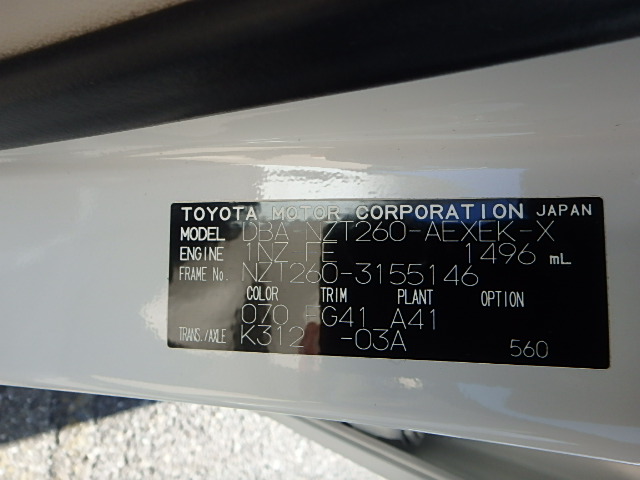 TOYOTA MOTOR CORPORATION JAPAN
MODEL DBA-NZT260-AEXEK-X
ENGINE 1NZ-FE 1496 mL
FRAME No. NZT260-3155146
COLOR TRIM PLANT OPTION
070 FG41 A41
TRANS./AXLE K312 -03A
560